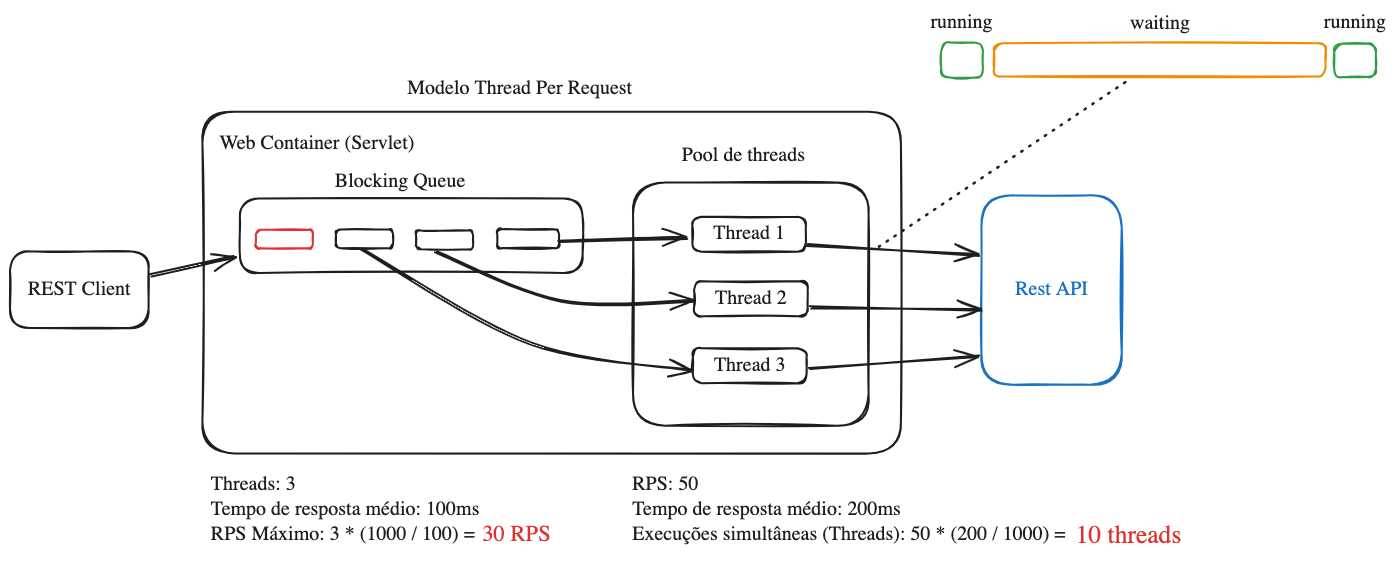 running
waiting
running
Modelo Thread Per Request
Web Container (Servlet)
Pool de threads
Blocking Queue
Thread 1
REST Client
Thread 2
Rest API
Thread 3
Threads: 3
Tempo de resposta médio: 100ms
RPS Máximo: 3 * (1000 / 100) = 30 RPS
RPS: 50
Tempo de resposta médio: 200ms
Execuções simultâneas (Threads): 50 * (200 / 1000) = 10 threads